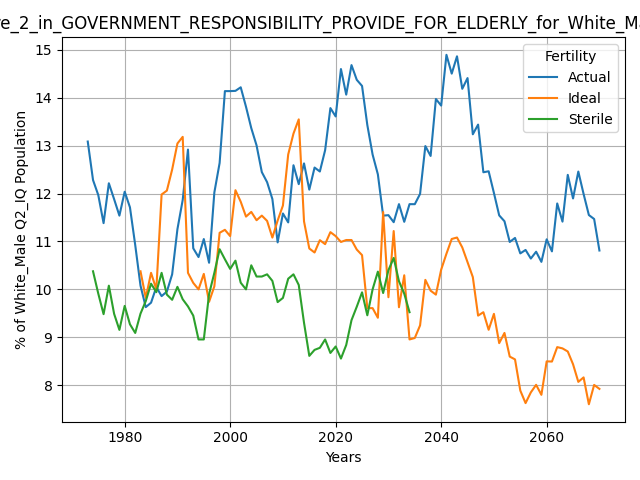 re_2_in_GOVERNMENT_RESPONSIBILITY_PROVIDE_FOR_ELDERLY_for_White_Ma
% of White_Male Q2_IQ Population
15
14
13
12
11
10
9
8
Fertility
Actual
Ideal
Sterile
1980
2000
2020
2040
2060
Years